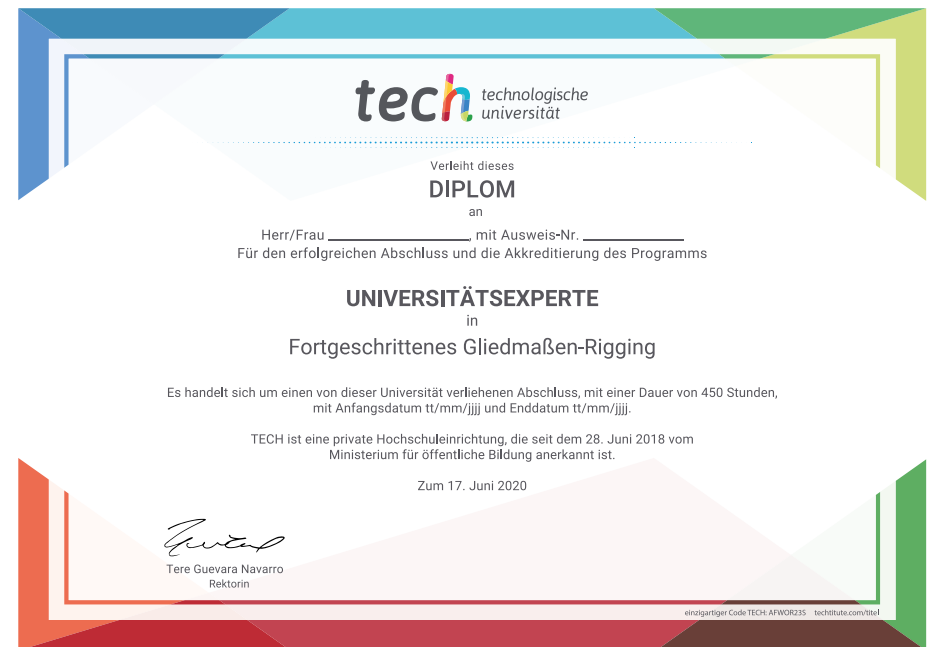 tech technologische
universität
Verleiht dieses
DIPLOM
an
Herr/Frau ____________________, mit Ausweis-Nr. ______________
Für den erfolgreichen Abschluss und die Akkreditierung des Programms
UNIVERSITÄTSEXPERTE
in
Fortgeschrittenes Gliedmaßen-Rigging
Es handelt sich um einen von dieser Universität verliehenen Abschluss, mit einer Dauer von 450 Stunden,
mit Anfangsdatum tt/mm/jjjj und Enddatum tt/mm/jjjj.
TECH ist eine private Hochschuleinrichtung, die seit dem 28. Juni 2018 vom
Ministerium für öffentliche Bildung anerkannt ist.
Zum 17. Juni 2020
Tere Guevara Navarro
Rektorin
einzigartiger Code TECH: AFWOR23S techtitute.com/titel